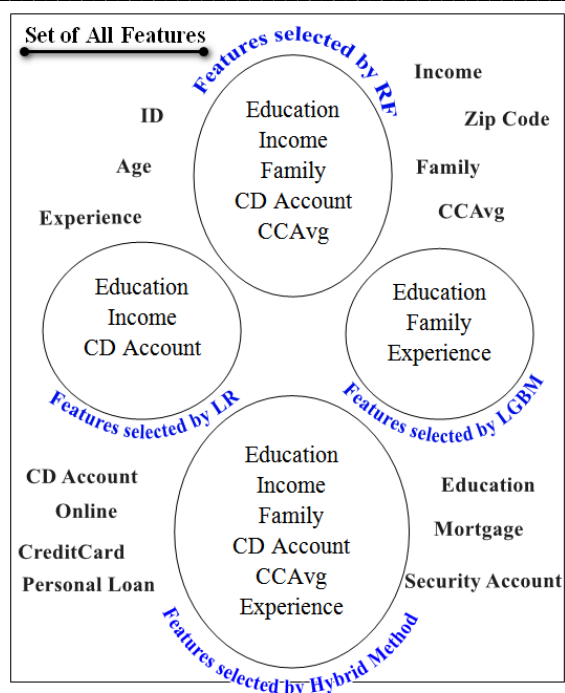 Set of All Features
Features selected by RF
Education
Income
Family
CD Account
CCAvg
ID
Age
Experience
Income
Zip Code
Family
CCAvg
Education
Income
CD Account
Features selected by LR
Education
Family
Experience
Features selected by LGBM
Education
Income
Family
CD Account
CCAvg
Experience
Features selected by Hybrid Method
CD Account
Online
CreditCard
Personal Loan
Education
Mortgage
Security Account